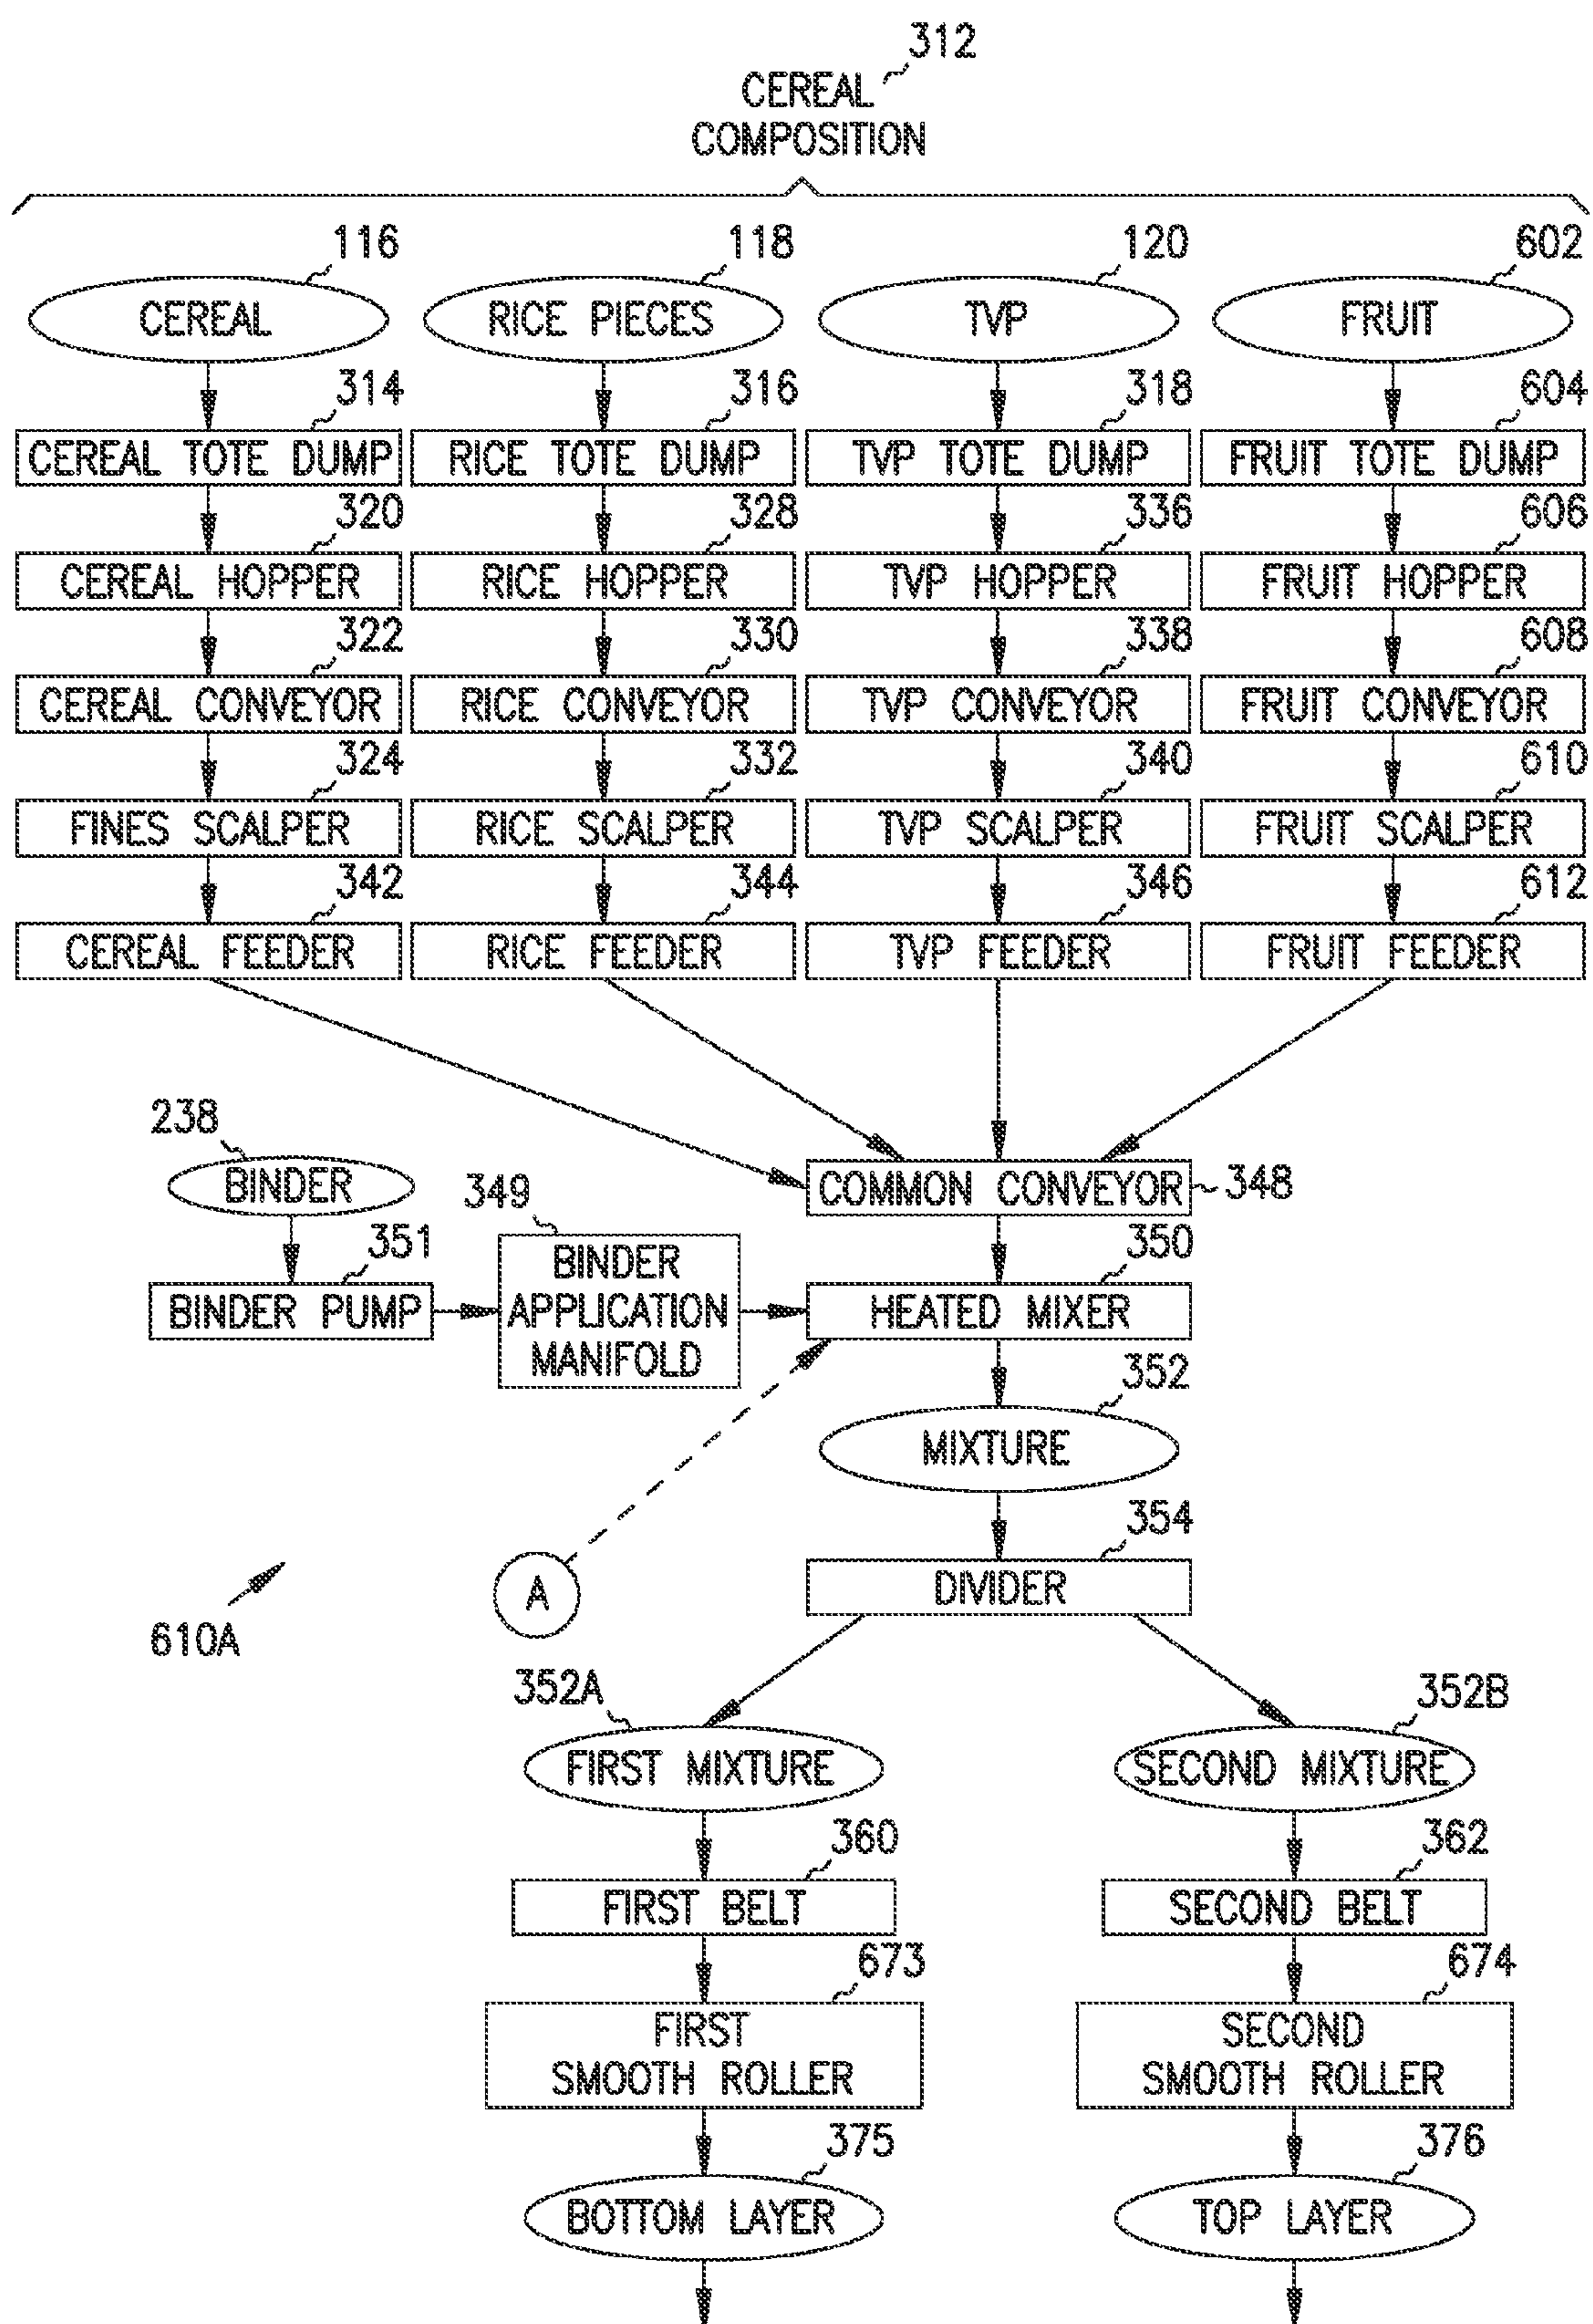 312
CEREAL
COMPOSITION
116 118 120 602
CEREAL RICE PIECES TVP FRUIT
314 316 318 604
CEREAL TOTE DUMP RICE TOTE DUMP TVP TOTE DUMP FRUIT TOTE DUMP
320 328 336 606
CEREAL HOPPER RICE HOPPER TVP HOPPER FRUIT HOPPER
322 330 338 608
CEREAL CONVEYOR RICE CONVEYOR TVP CONVEYOR FRUIT CONVEYOR
324 332 340 610
FINES SCALPER RICE SCALPER TVP SCALPER FRUIT SCALPER
342 344 346 612
CEREAL FEEDER RICE FEEDER TVP FEEDER FRUIT FEEDER
238
BINDER
COMMON CONVEYOR 348
349
351
350
BINDER PUMP
BINDER
APPLICATION
MANIFOLD
HEATED MIXER
352
MIXTURE
354
A
DIVIDER
610A
352A 352B
FIRST MIXTURE SECOND MIXTURE
360 362
FIRST BELT SECOND BELT
673 674
FIRST
SMOOTH ROLLER
SECOND
SMOOTH ROLLER
375 376
BOTTOM LAYER TOP LAYER